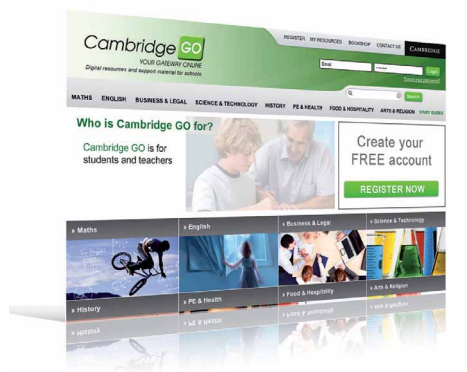 REGISTER MY RESOURCES BOOKSHOP CONTACT US CAMBRIDGE
Cambridge GO
YOUR GATEWAY ONLINE
Digital resources and support material for schools.
Email
Login
Forgot your password?
Search
MATHS ENGLISH BUSINESS & LEGAL SCIENCE & TECHNOLOGY HISTORY PE & HEALTH FOOD & HOSPITALITY ARTS & RELIGION STUDY GUIDES
Who is Cambridge GO for?
Cambridge GO is for
students and teachers
Create your
FREE account
REGISTER NOW
» Maths
» English
» Business & Legal
» Science & Technology
» History
» PE & Health
» Food & Hospitality
» Arts & Religion